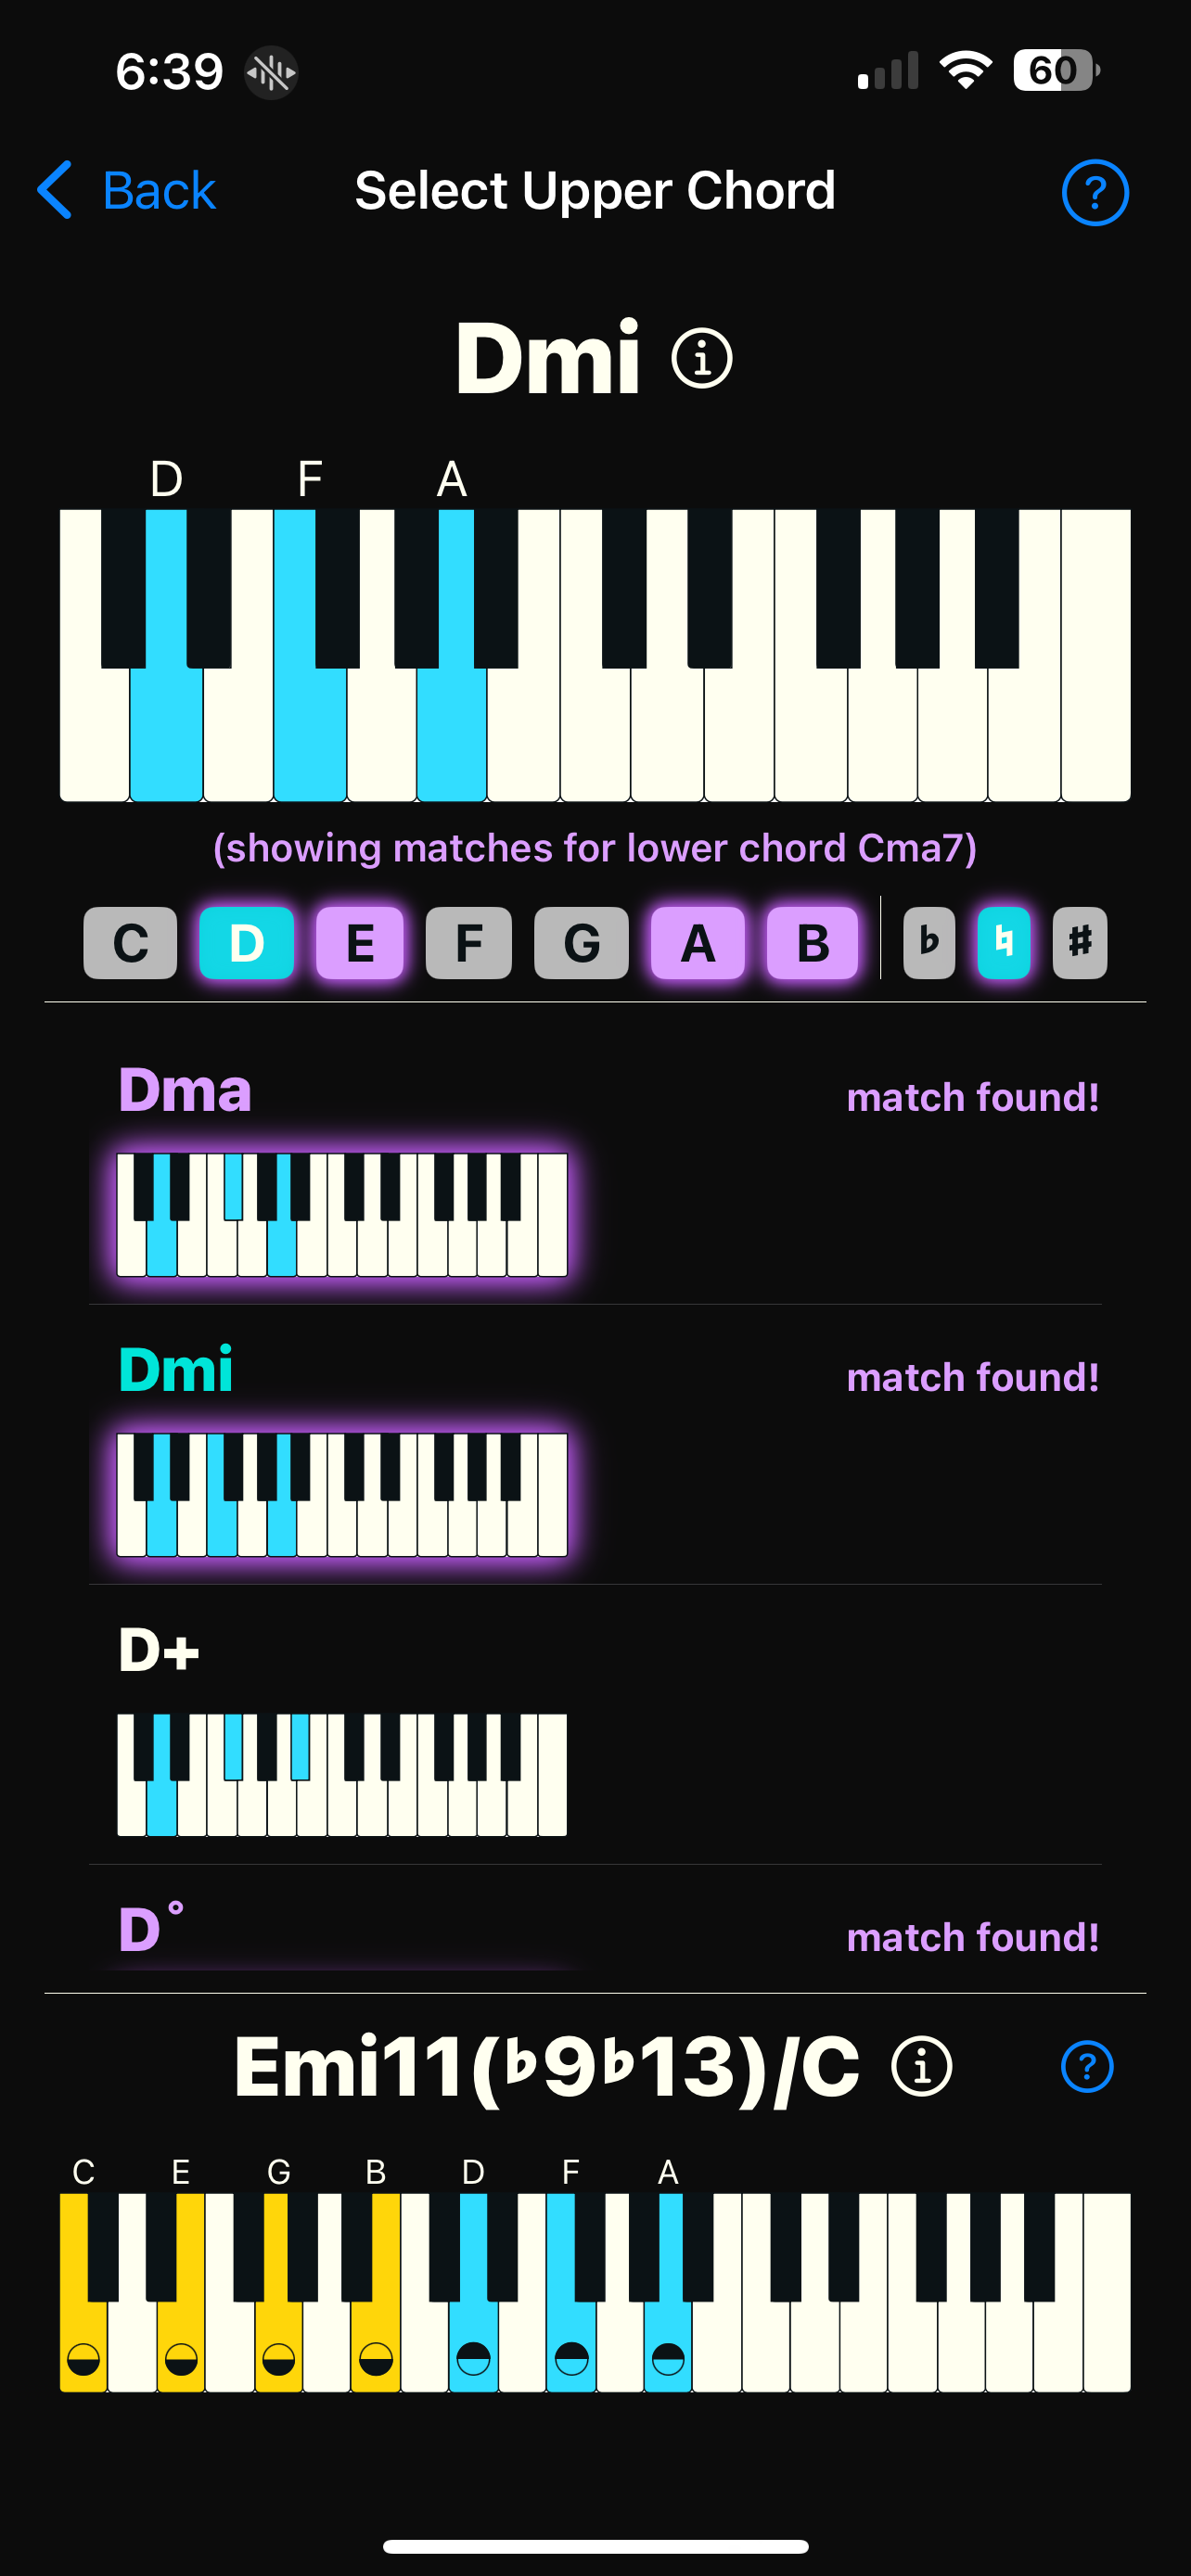 6:39 60
Back Select Upper Chord ?
Dmi i
D F A
(showing matches for lower chord Cma7)
C D E F G A B ♭ ♮ ♯
Dma match found!
Dmi match found!
D+
D° match found!
Emi11(♭9♭13)/C i ?
C E G B D F A